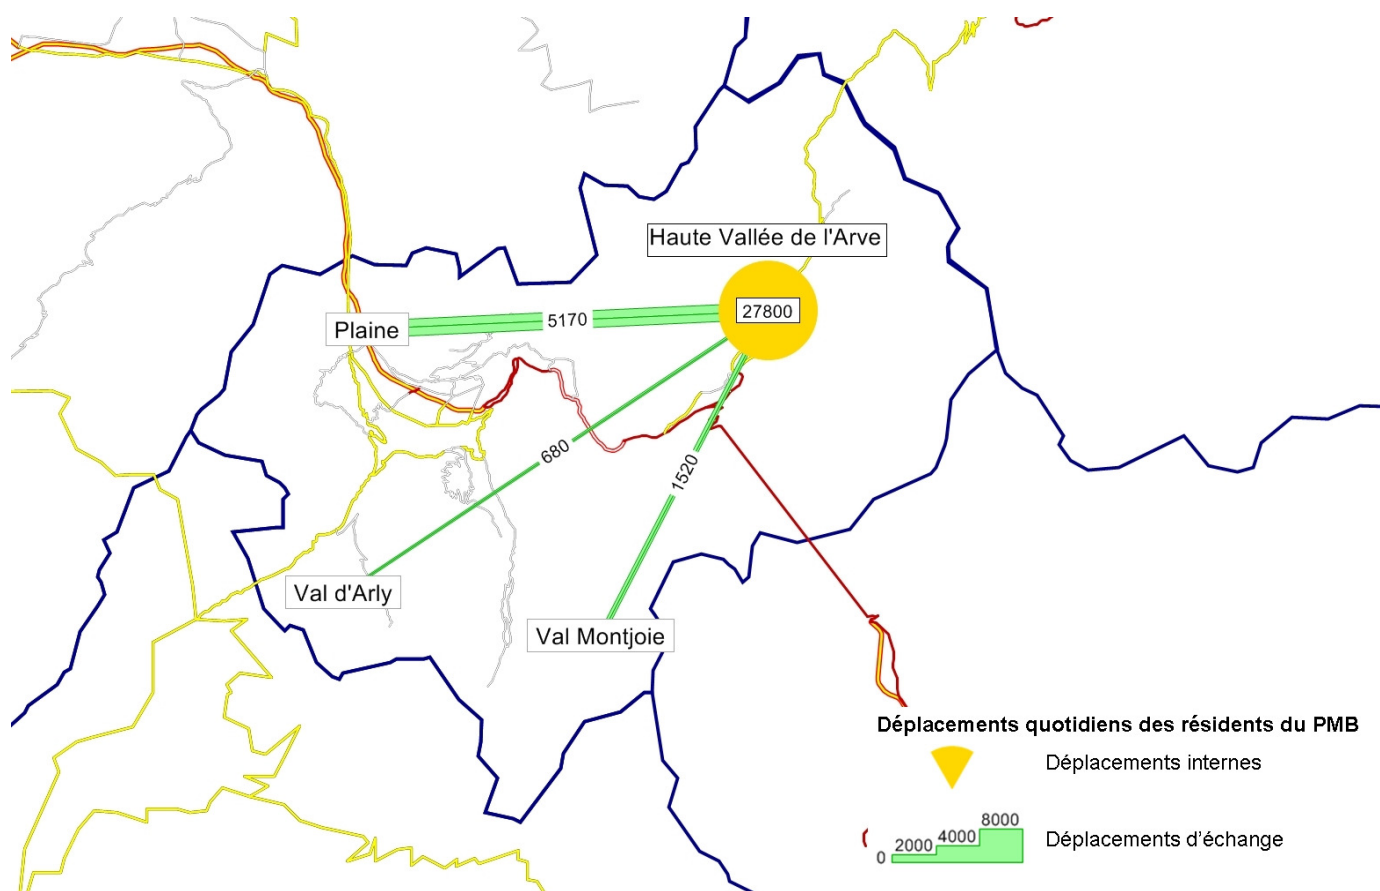 Haute Vallée de l'Arve
27800
Plaine
5170
680
1520
Val d'Arly
Val Montjoie
Déplacements quotidiens des résidents du PMB
Déplacements internes
0 2000 4000 8000
Déplacements d'échange